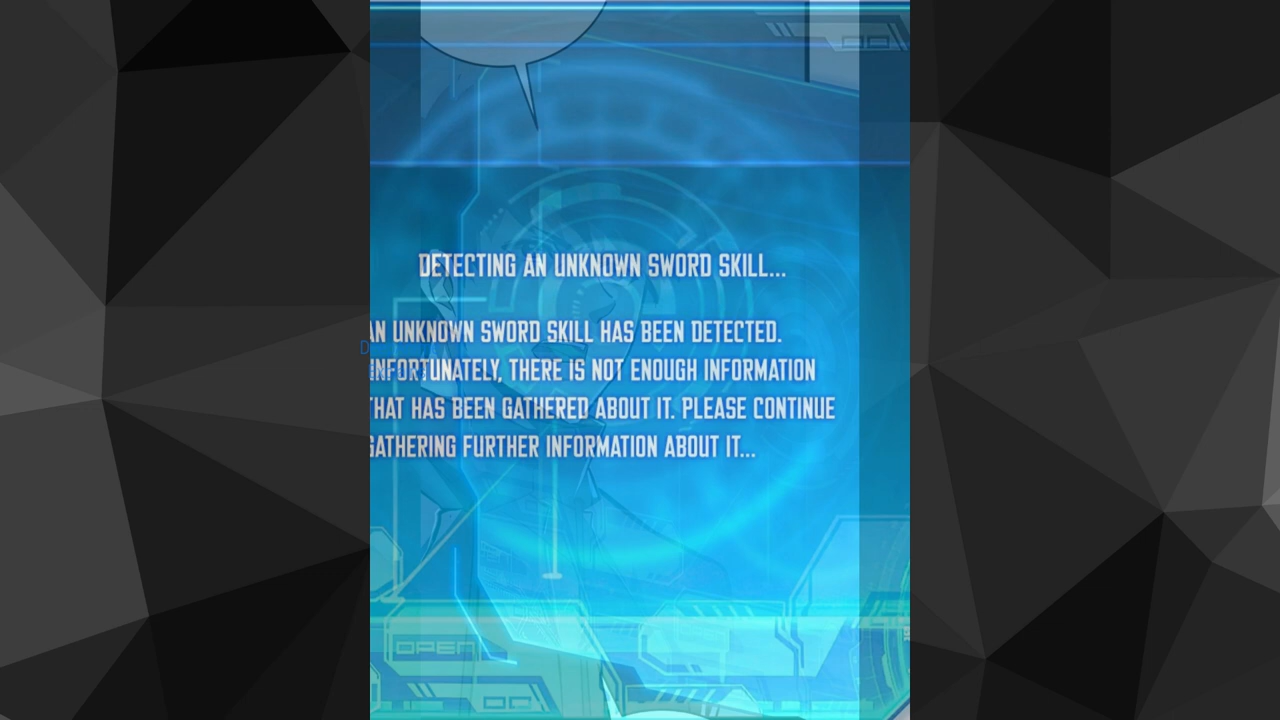 DETECTING AN UNKNOWN SWORD SKILL...
AN UNKNOWN SWORD SKILL HAS BEEN DETECTED.
UNFORTUNATELY, THERE IS NOT ENOUGH INFORMATION
THAT HAS BEEN GATHERED ABOUT IT. PLEASE CONTINUE
GATHERING FURTHER INFORMATION ABOUT IT...
OPEN